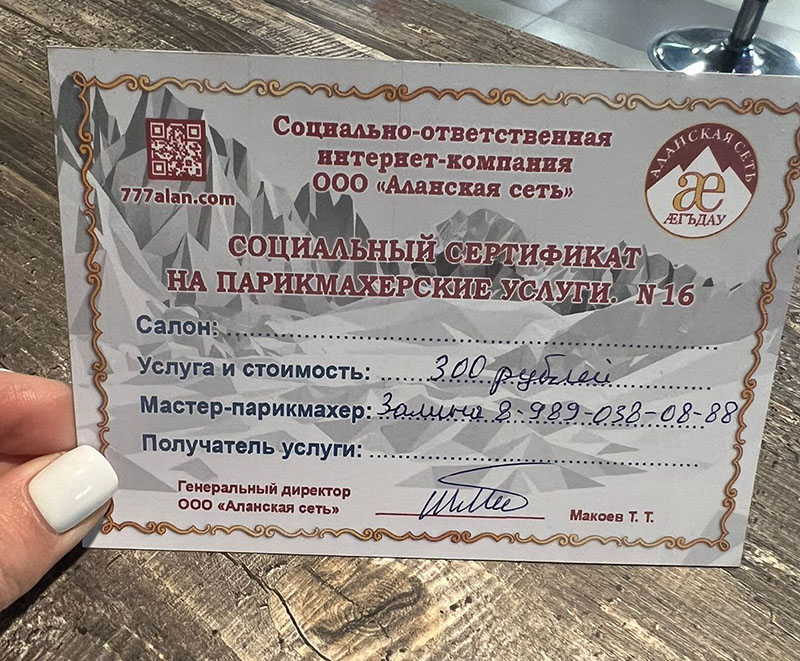 777alan.com
Социально-ответственная
интернет-компания
ООО «Аланская сеть»
АЛАНСКАЯ СЕТЬ
æ
ÆГЪДАУ
СОЦИАЛЬНЫЙ СЕРТИФИКАТ
НА ПАРИКМАХЕРСКИЕ УСЛУГИ. N 16
Салон:
Услуга и стоимость: 300 рублей
Мастер-парикмахер: Залина 8-989-038-08-88
Получатель услуги:
Генеральный директор
ООО «Аланская сеть»
Макоев Т. Т.